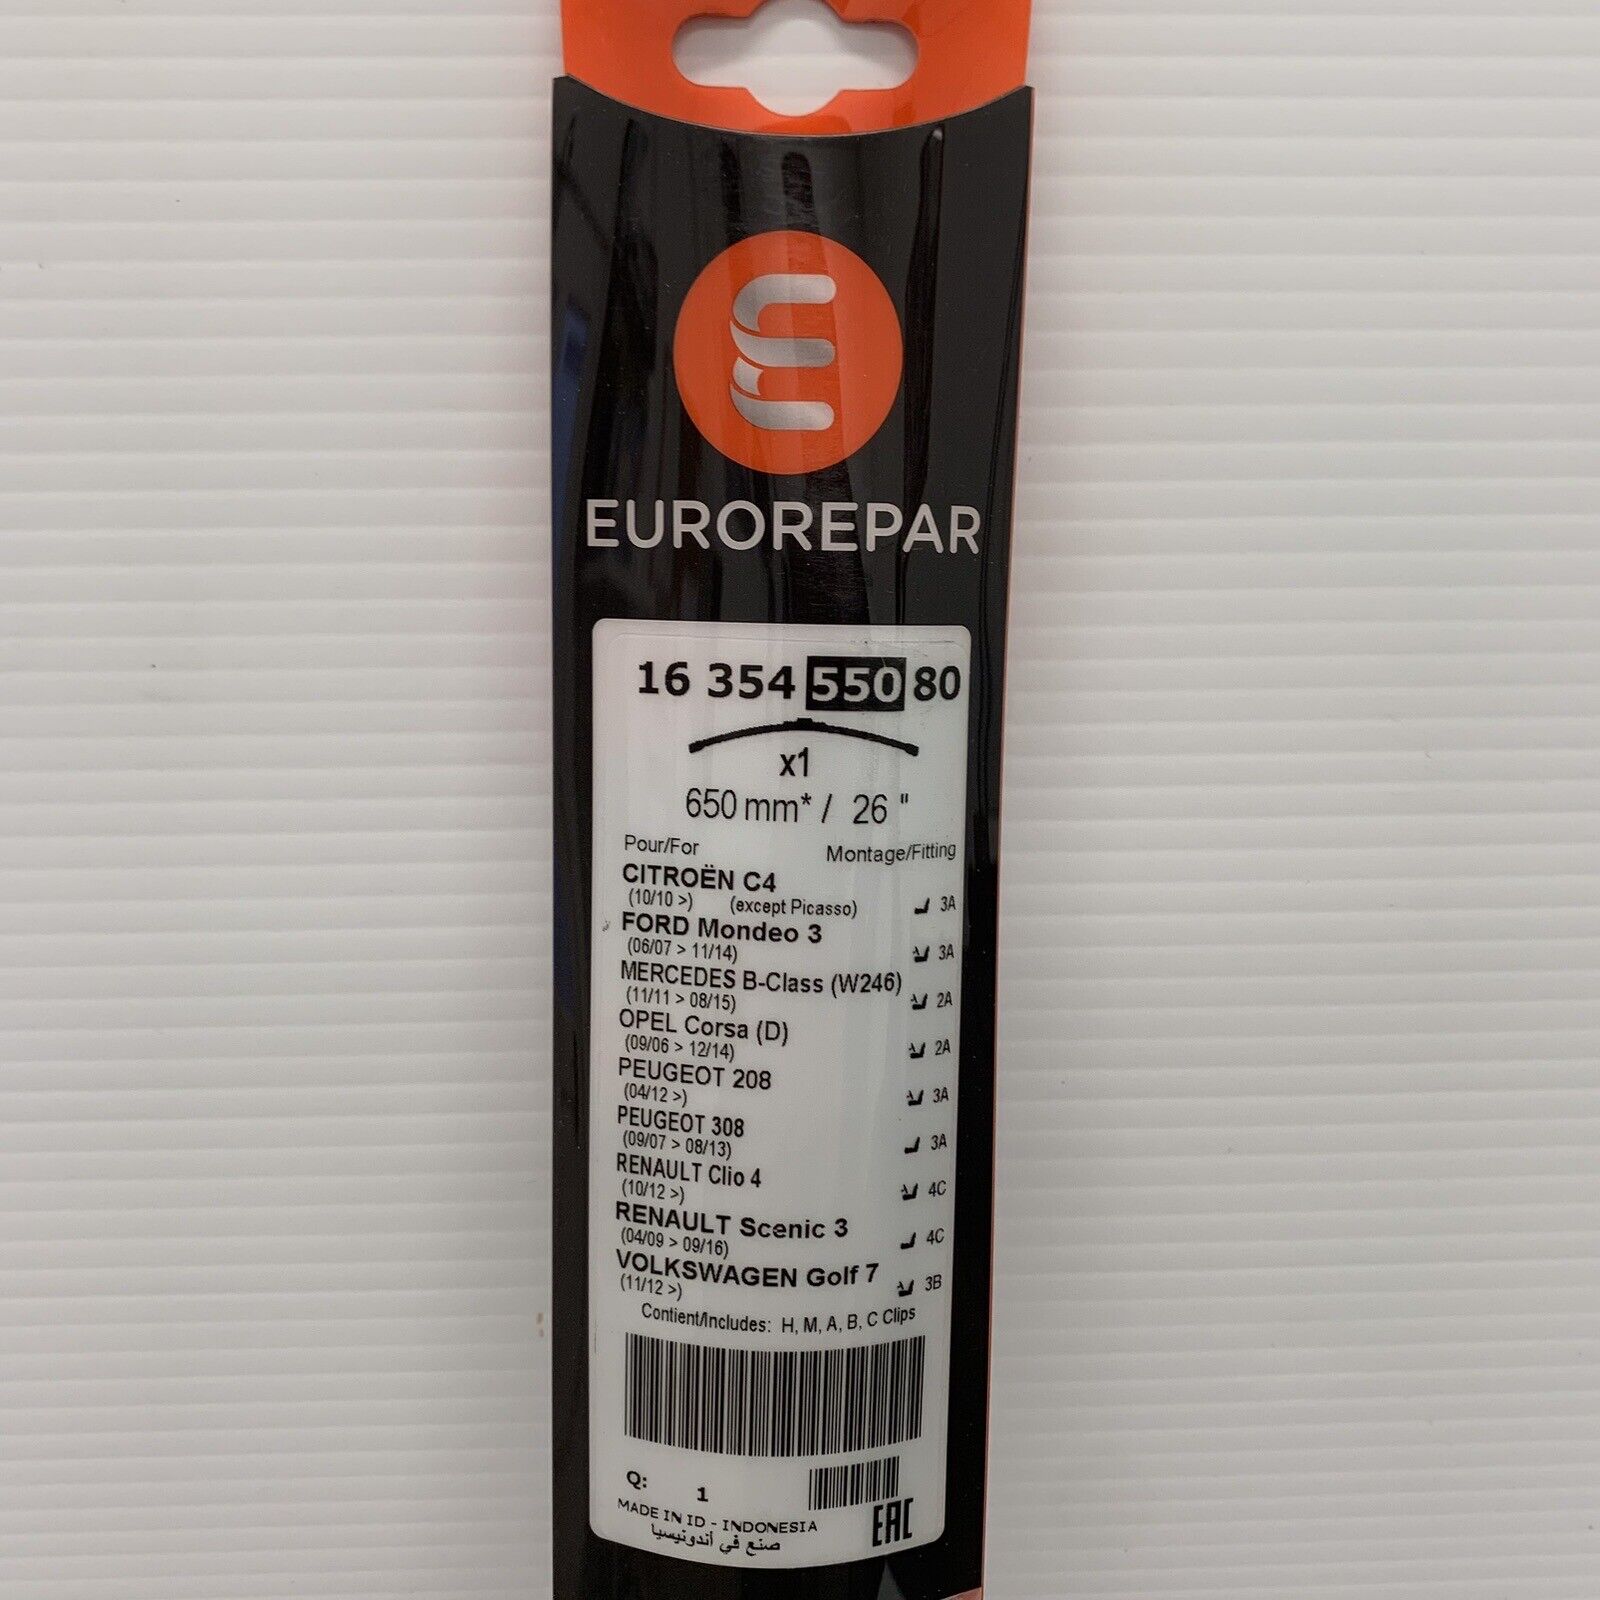 EUROREPAR
16 354 550 80
x1
650 mm* / 26 "
Pour/For Montage/Fitting
CITROËN C4
(10/10 >) (except Picasso) 3A
FORD Mondeo 3
(06/07 > 11/14) 3A
MERCEDES B-Class (W246)
(11/11 > 08/15) 2A
OPEL Corsa (D)
(09/06 > 12/14) 2A
PEUGEOT 208
(04/12 >) 3A
PEUGEOT 308
(09/07 > 08/13) 3A
RENAULT Clio 4
(10/12 >) 4C
RENAULT Scenic 3
(04/09 > 09/16) 4C
VOLKSWAGEN Golf 7
(11/12 >) 3B
Contient/Includes: H, M, A, B, C Clips
Q: 1
MADE IN ID - INDONESIA
صنع في أندونيسيا
EAC